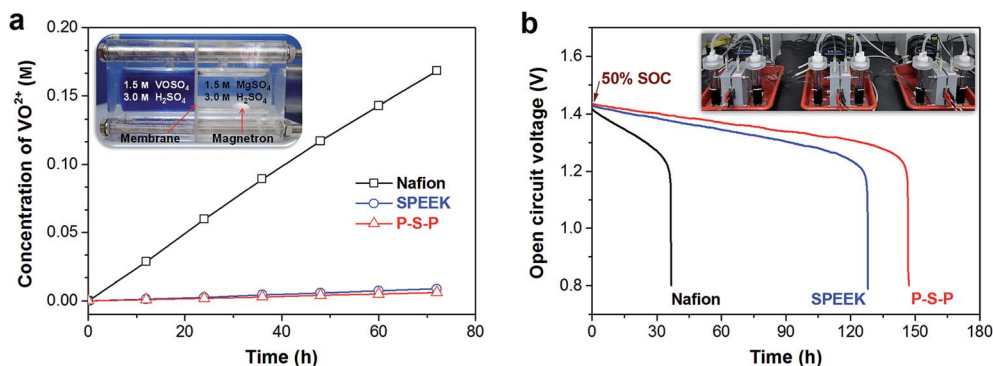 a
Concentration of VO²⁺ (M)
0.20
0.15
0.10
0.05
0.00
0
20
40
60
80
Time (h)
1.5 M VOSO₄
3.0 M H₂SO₄
1.5 M MgSO₄
3.0 M H₂SO₄
Membrane
Magnetron
Nafion
SPEEK
P-S-P
b
Open circuit voltage (V)
1.6
1.4
1.2
1.0
0.8
0
30
60
90
120
150
180
Time (h)
50% SOC
Nafion
SPEEK
P-S-P